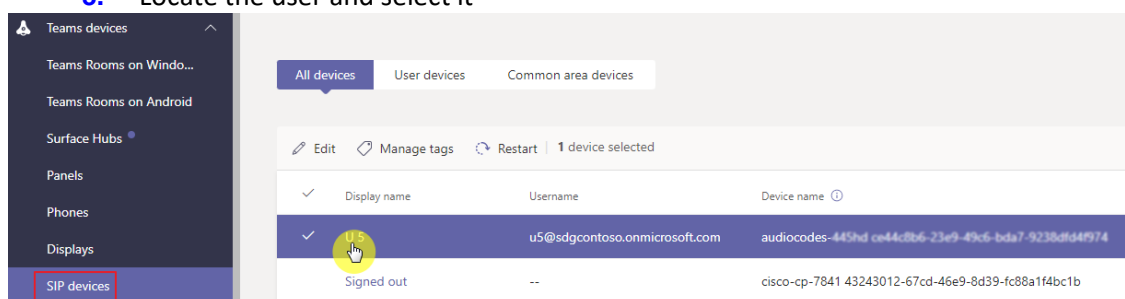 Locate the user and select it
Teams devices
Teams Rooms on Windo...
All devices User devices Common area devices
Teams Rooms on Android
Surface Hubs
Edit Manage tags Restart 1 device selected
Panels
Display name Username Device name
Phones
U 5 u5@sdgcontoso.onmicrosoft.com audiocodes-445hd ce44c8b6-23e9-49c6-bda7-9238dfd4f974
Displays
SIP devices
Signed out -- cisco-cp-7841 43243012-67cd-46e9-8d39-fc88a1f4bc1b